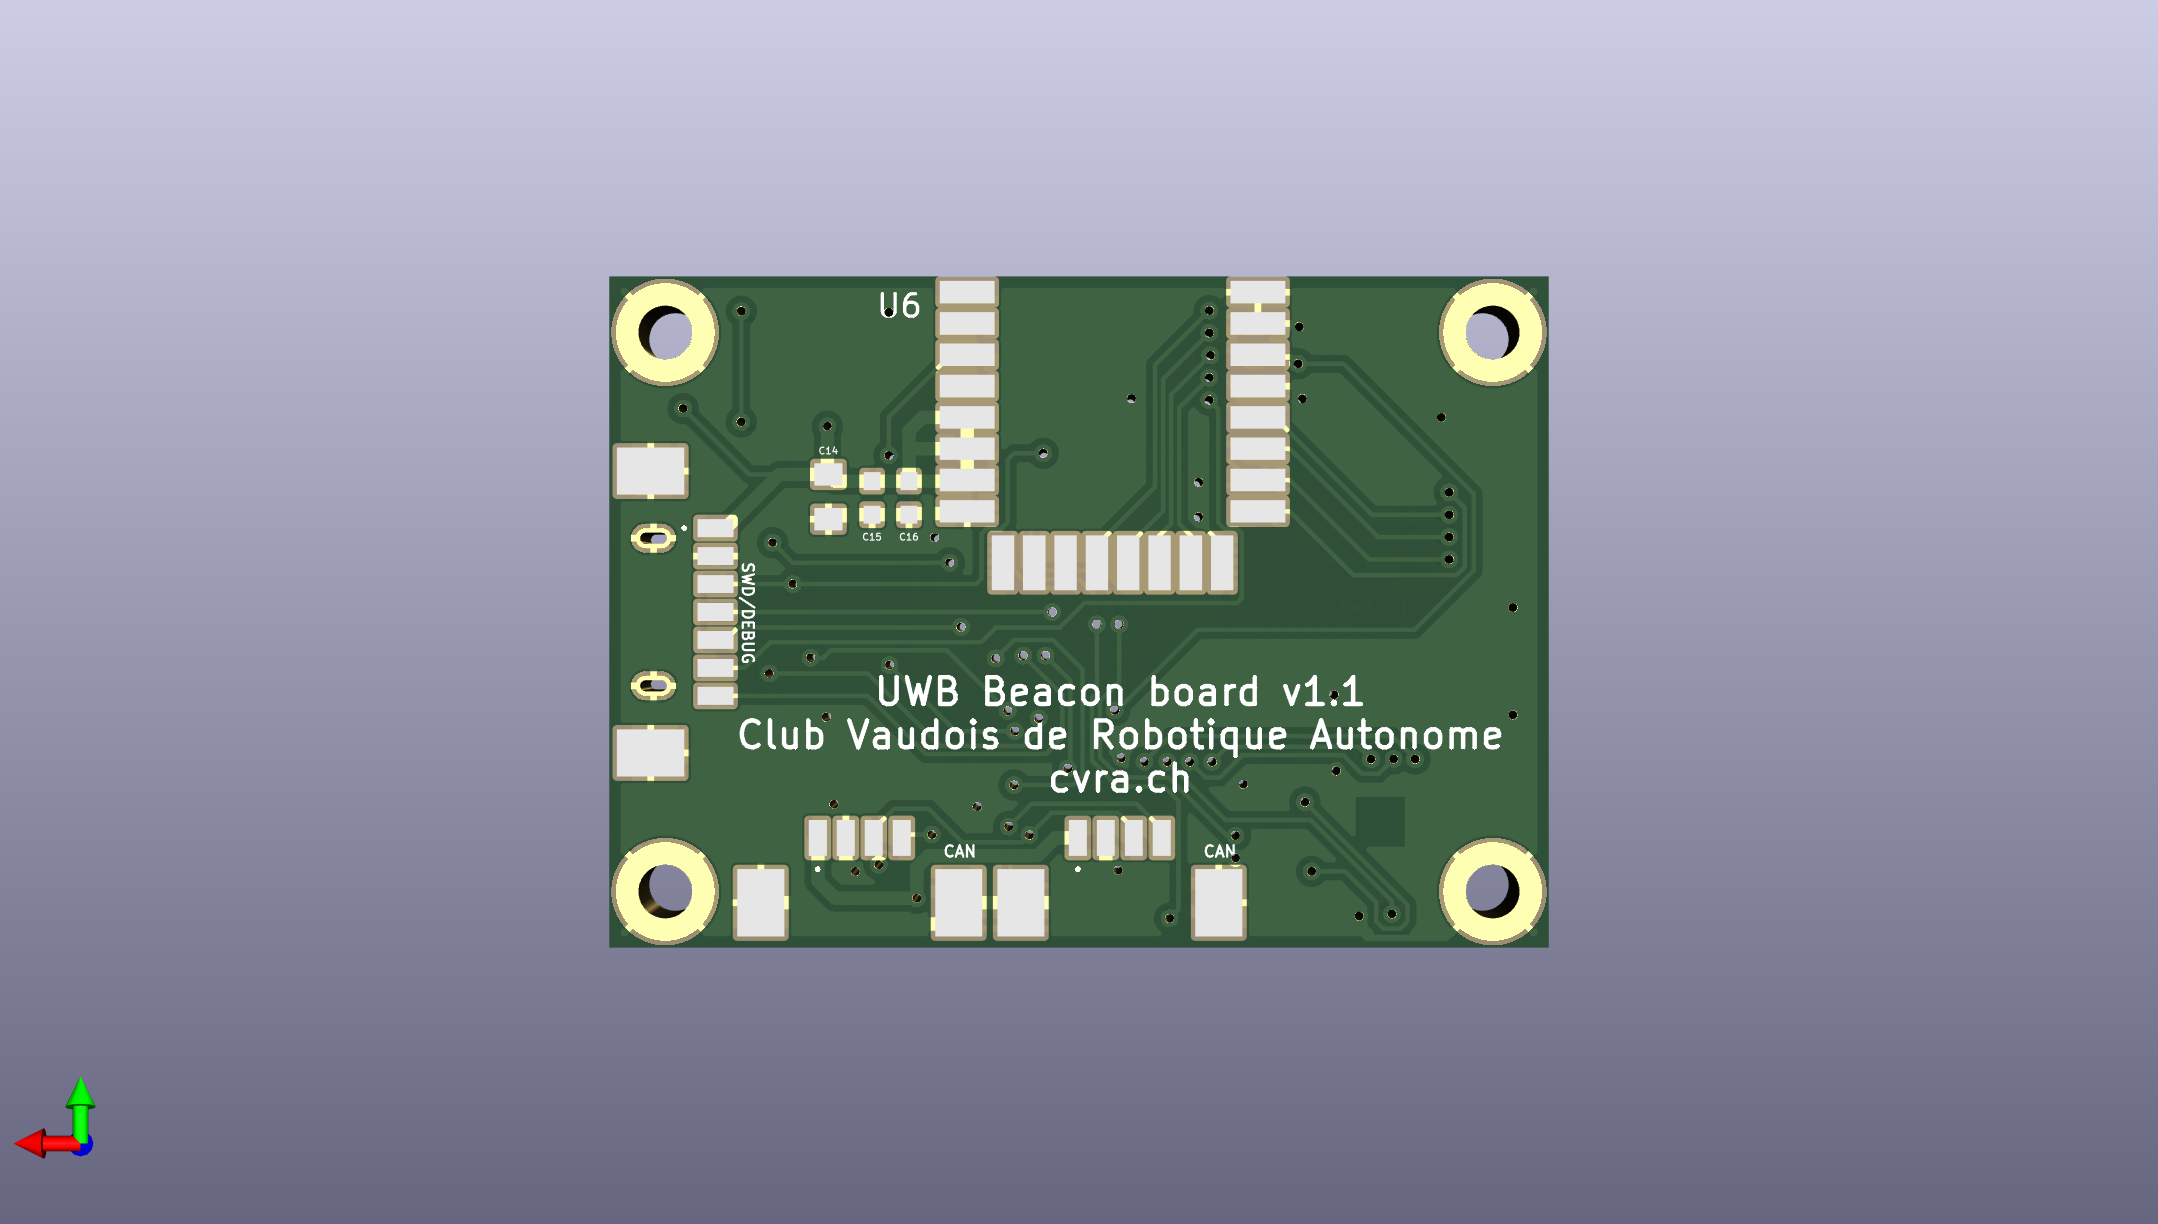 U6
C14
C15 C16
SWD/DEBUG
UWB Beacon board v1.1
Club Vaudois de Robotique Autonome
cvra.ch
CAN CAN